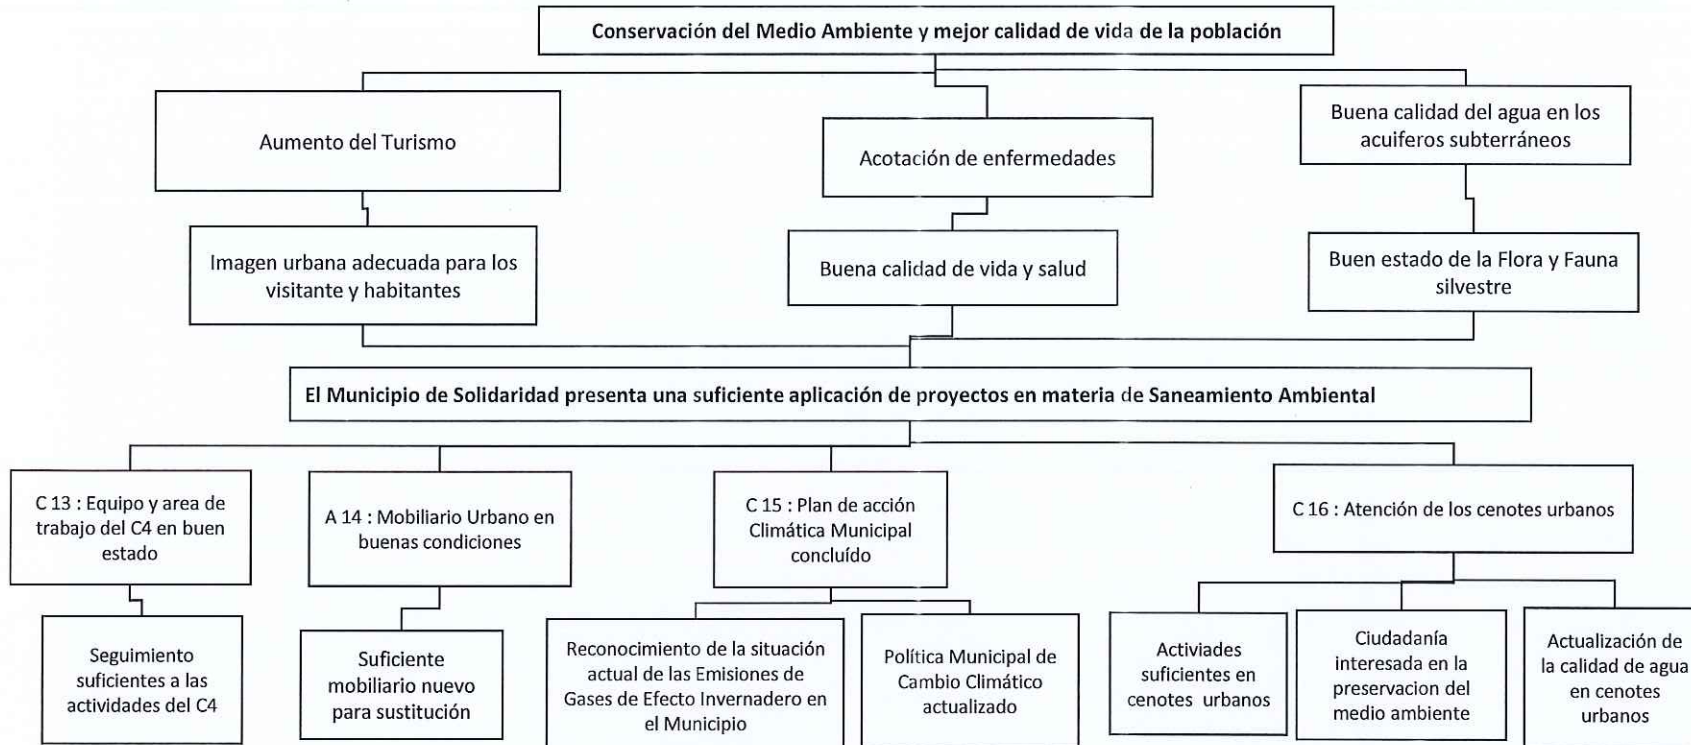 Conservación del Medio Ambiente y mejor calidad de vida de la población
Aumento del Turismo
Acotación de enfermedades
Buena calidad del agua en los
acuiferos subterráneos
Imagen urbana adecuada para los
visitante y habitantes
Buena calidad de vida y salud
Buen estado de la Flora y Fauna
silvestre
El Municipio de Solidaridad presenta una suficiente aplicación de proyectos en materia de Saneamiento Ambiental
C 13 : Equipo y area de
trabajo del C4 en buen
estado
A 14 : Mobiliario Urbano en
buenas condiciones
C 15 : Plan de acción
Climática Municipal
concluído
C 16 : Atención de los cenotes urbanos
Seguimiento
suficientes a las
actividades del C4
Suficiente
mobiliario nuevo
para sustitución
Reconocimiento de la situación
actual de las Emisiones de
Gases de Efecto Invernadero en
el Municipio
Política Municipal de
Cambio Climático
actualizado
Activiades
suficientes en
cenotes urbanos
Ciudadanía
interesada en la
preservacion del
medio ambiente
Actualización de
la calidad de agua
en cenotes
urbanos